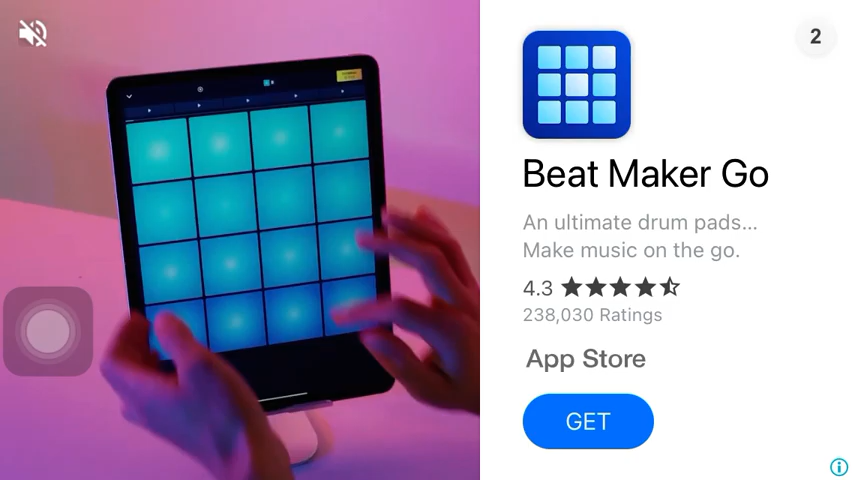 2
Beat Maker Go
An ultimate drum pads...
Make music on the go.
4.3
238,030 Ratings
App Store
GET